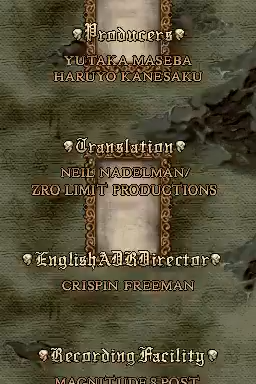 Producers
YUTAKA MASEBA
HARUYO KANESAKU
Translation
NEIL NADELMAN/
ZRO LIMIT PRODUCTIONS
English ADR Director
CRISPIN FREEMAN
Recording Facility
MAGNITUDE 8 POST